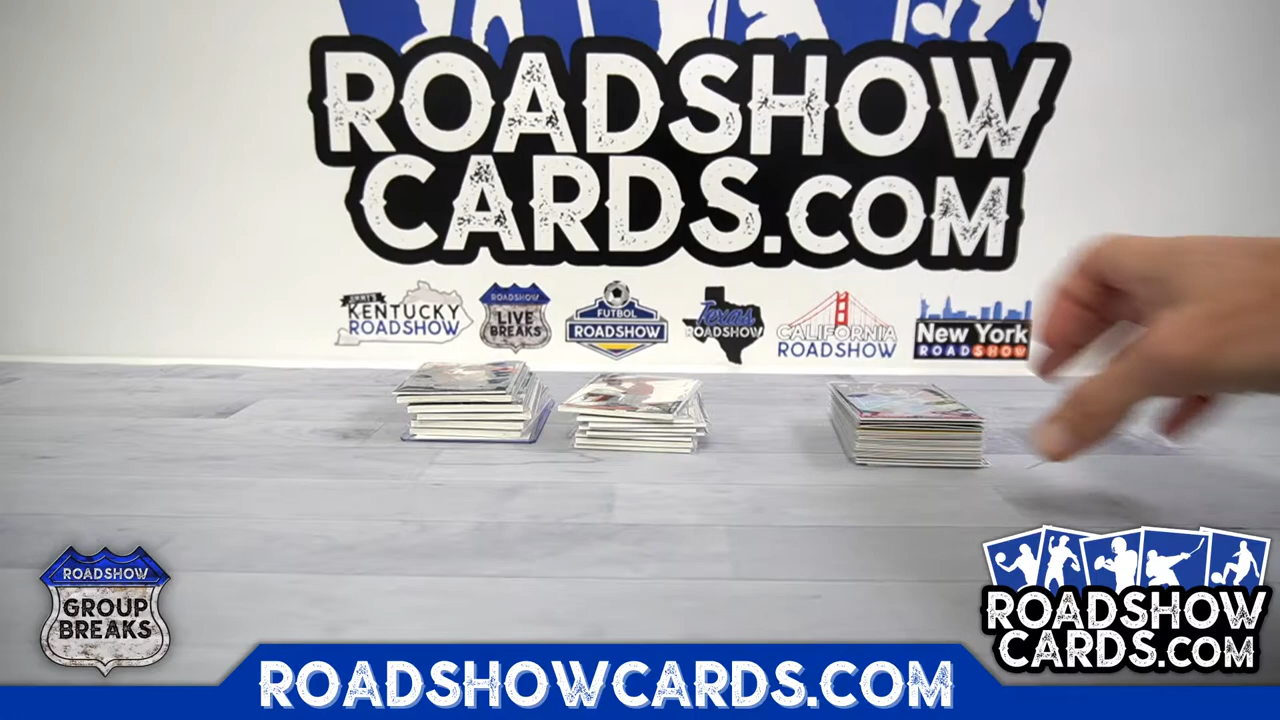 ROADSHOW
CARDS.COM
KENTUCKY
ROADSHOW
ROADSHOW
LIVE
BREAKS
FUTBOL
ROADSHOW
Texas
ROADSHOW
CALIFORNIA
ROADSHOW
New York
ROADSHOW
ROADSHOW
GROUP
BREAKS
ROADSHOWCARDS.COM
ROADSHOW
CARDS.COM